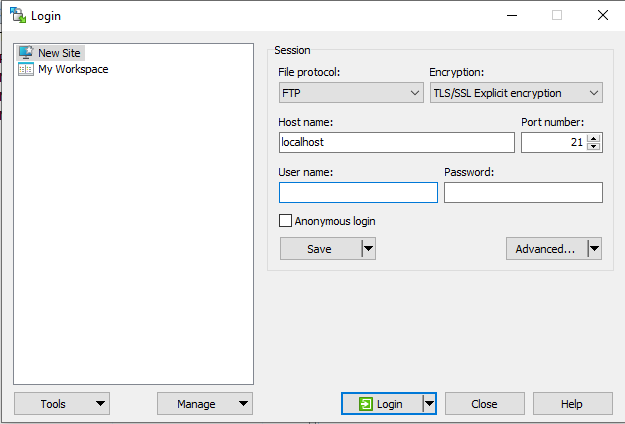 Login
New Site
My Workspace
Session
File protocol:
Encryption:
FTP
TLS/SSL Explicit encryption
Host name:
Port number:
localhost
21
User name:
Password:
Anonymous login
Save
Advanced...
Tools
Manage
Login
Close
Help